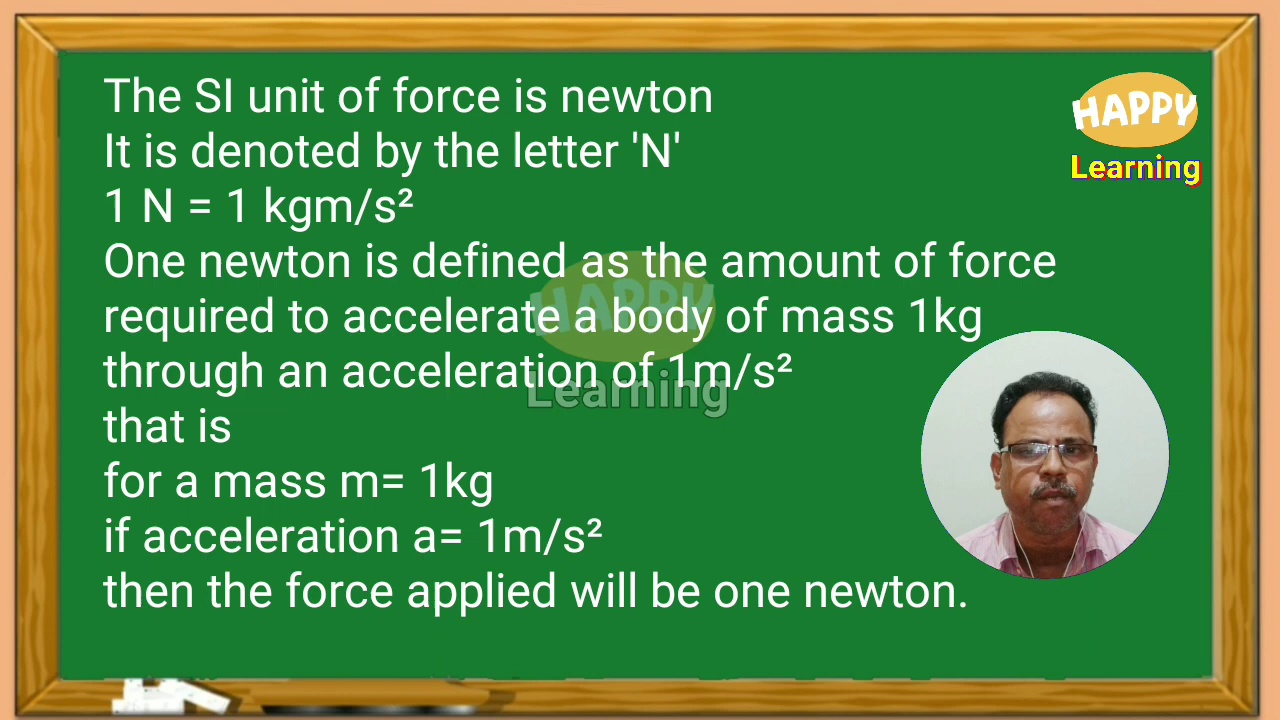 The SI unit of force is newton
It is denoted by the letter 'N'
1 N = 1 kgm/s²
One newton is defined as the amount of force
required to accelerate a body of mass 1kg
through an acceleration of 1m/s²
that is
for a mass m= 1kg
if acceleration a= 1m/s²
then the force applied will be one newton.
HAPPY
Learning
HAPPY
Learning